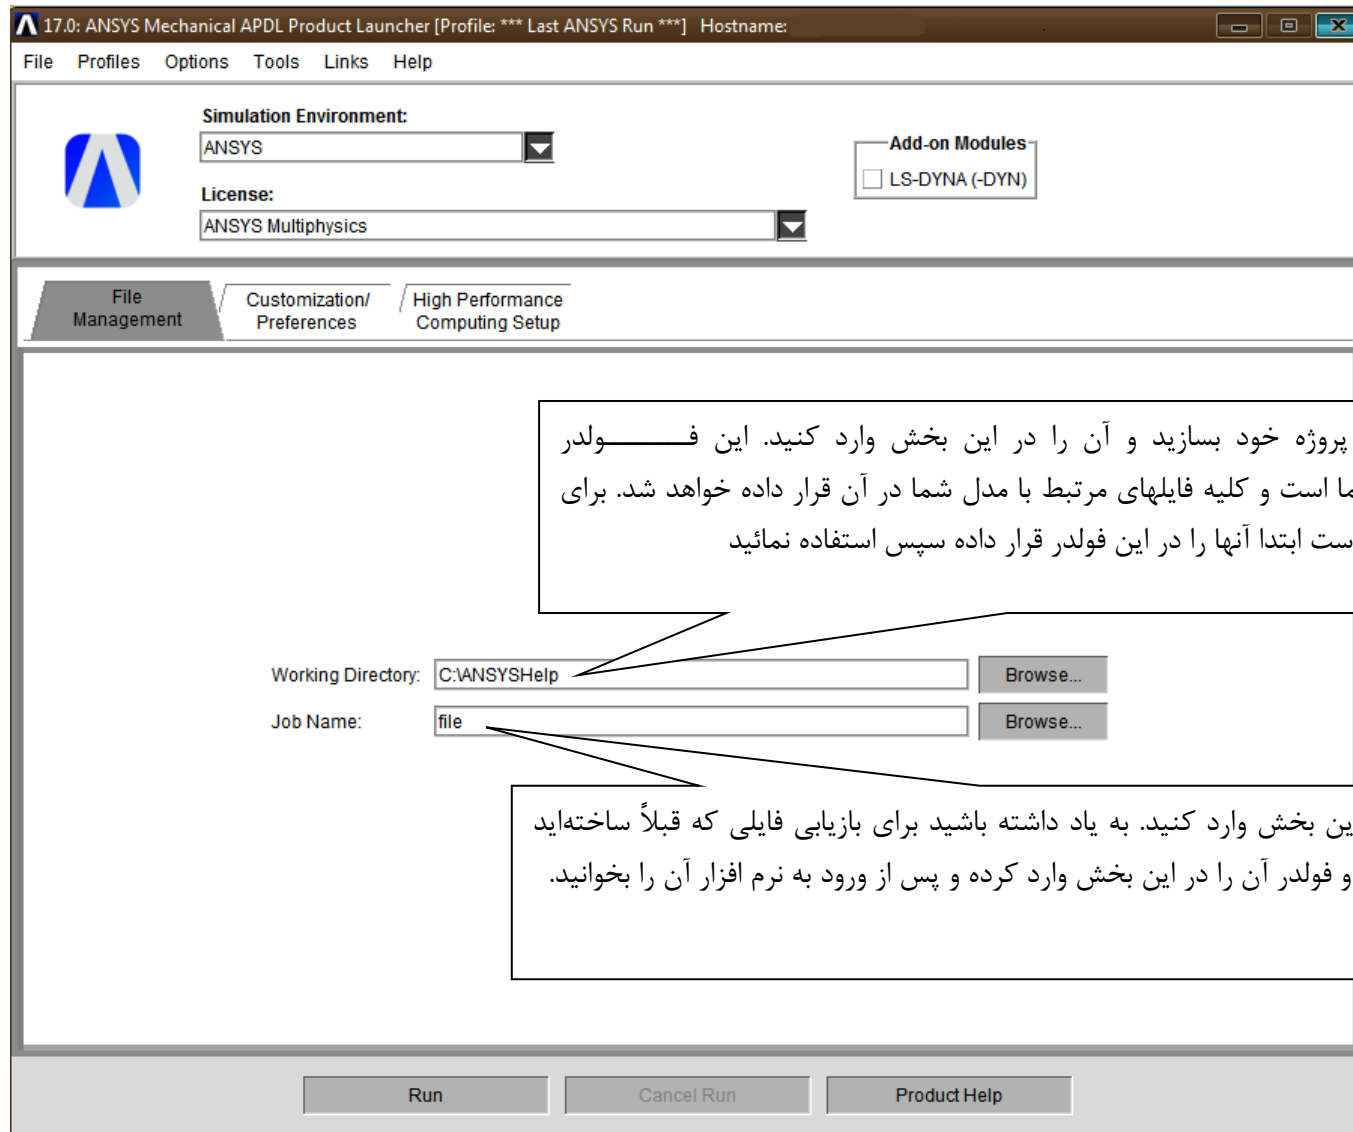 17.0: ANSYS Mechanical APDL Product Launcher [Profile: *** Last ANSYS Run ***] Hostname:
File Profiles Options Tools Links Help
Simulation Environment:
ANSYS
Add-on Modules
LS-DYNA (-DYN)
License:
ANSYS Multiphysics
File Management
Customization/ Preferences
High Performance Computing Setup
پروژه خود بسازید و آن را در این بخش وارد کنید. این فـــــــولدر
است و کلیه فایلهای مرتبط با مدل شما در آن قرار داده خواهد شد. برای
ابتدا آنها را در این فولدر قرار داده سپس استفاده نمائید
Working Directory: C:\ANSYSHelp Browse...
Job Name: file Browse...
بخش وارد کنید. به یاد داشته باشید برای بازیابی فایلی که قبلاً ساخته‌اید
و فولدر آن را در این بخش وارد کرده و پس از ورود به نرم افزار آن را بخوانید.
Run Cancel Run Product Help